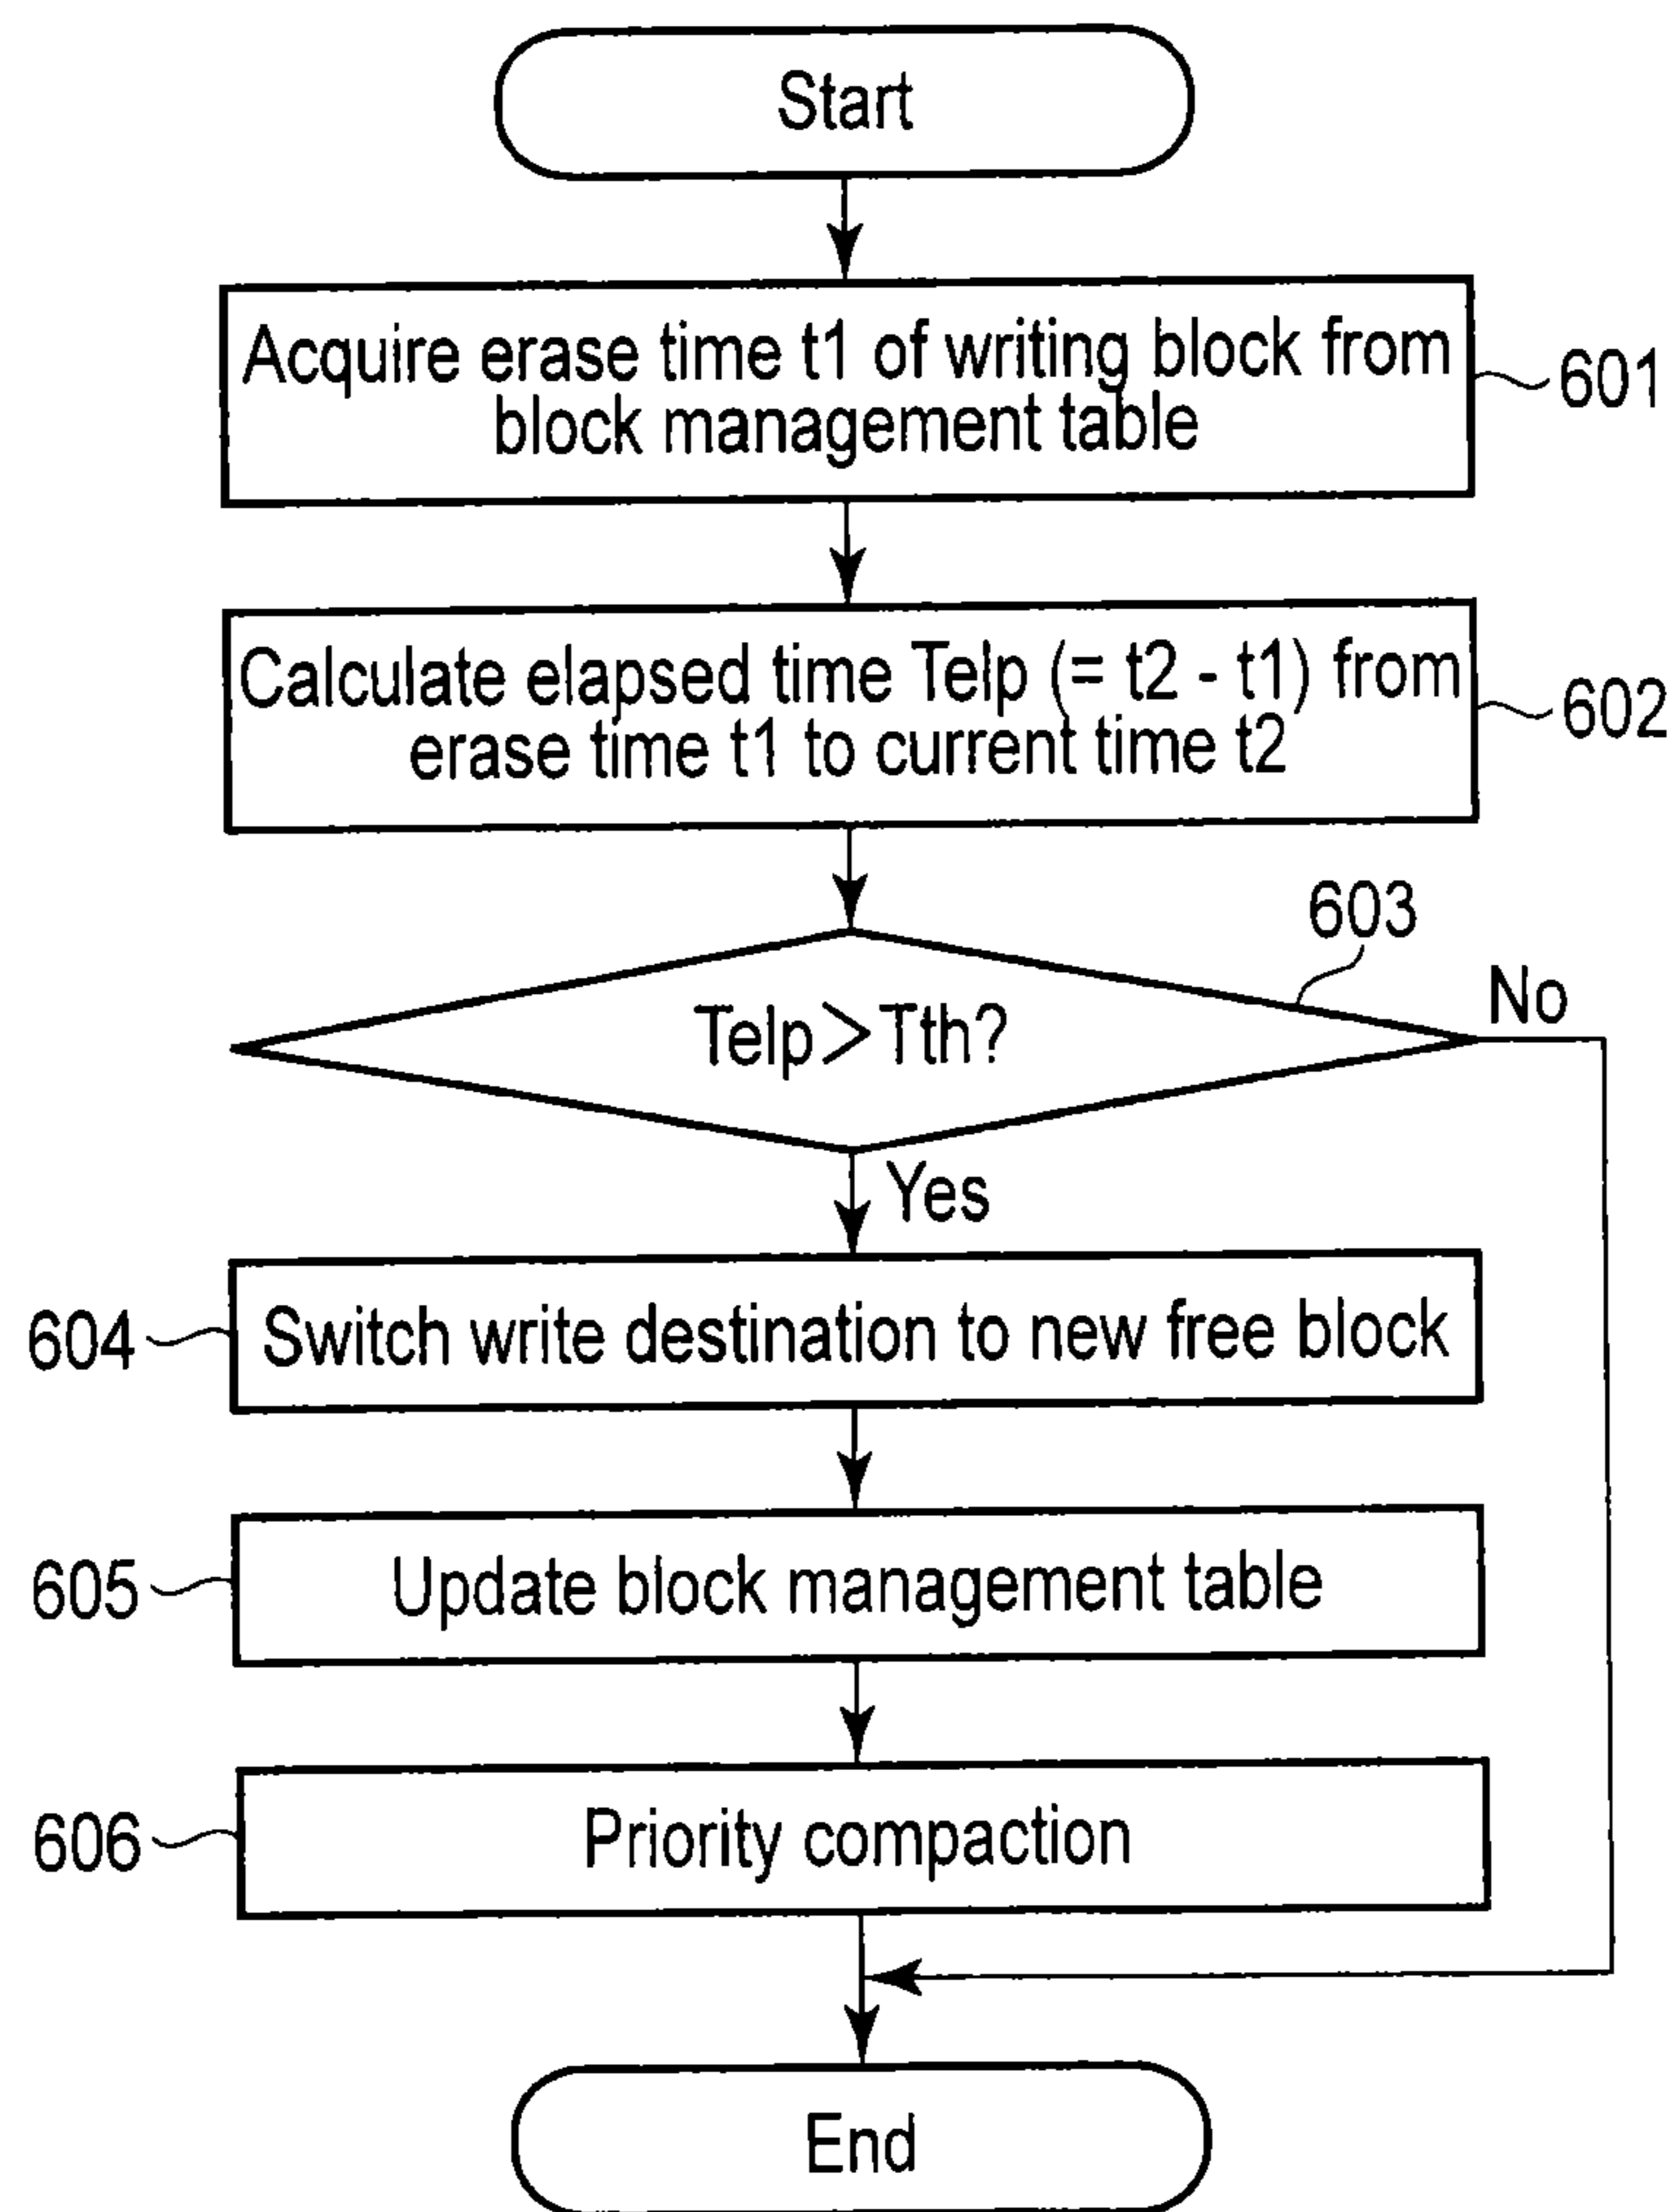 Start
Acquire erase time t1 of writing block from
block management table
601
Calculate elapsed time Telp (= t2 - t1) from
erase time t1 to current time t2
602
603
Telp>Tth?
No
Yes
604
Switch write destination to new free block
605
Update block management table
606
Priority compaction
End